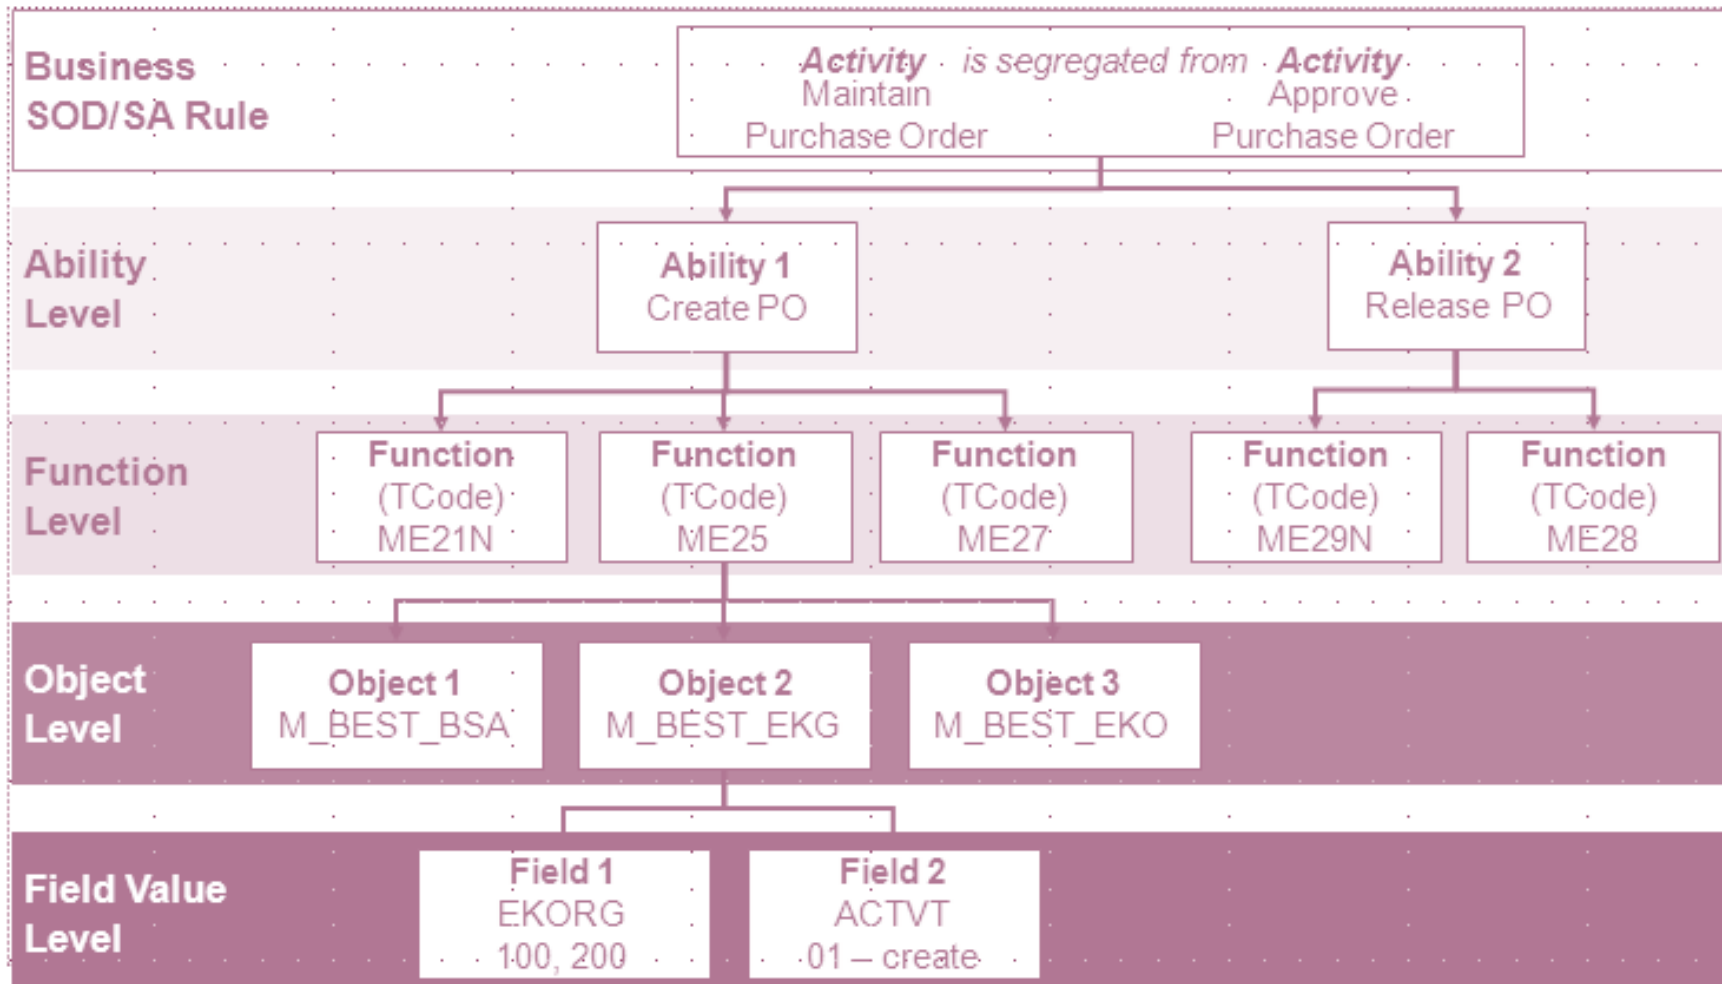 Business
SOD/SA Rule
Activity is segregated from Activity
Maintain Approve
Purchase Order Purchase Order
Ability
Level
Ability 1
Create PO
Ability 2
Release PO
Function
Level
Function
(TCode)
ME21N
Function
(TCode)
ME25
Function
(TCode)
ME27
Function
(TCode)
ME29N
Function
(TCode)
ME28
Object
Level
Object 1
M_BEST_BSA
Object 2
M_BEST_EKG
Object 3
M_BEST_EKO
Field Value
Level
Field 1
EKORG
100, 200
Field 2
ACTVT
01 – create